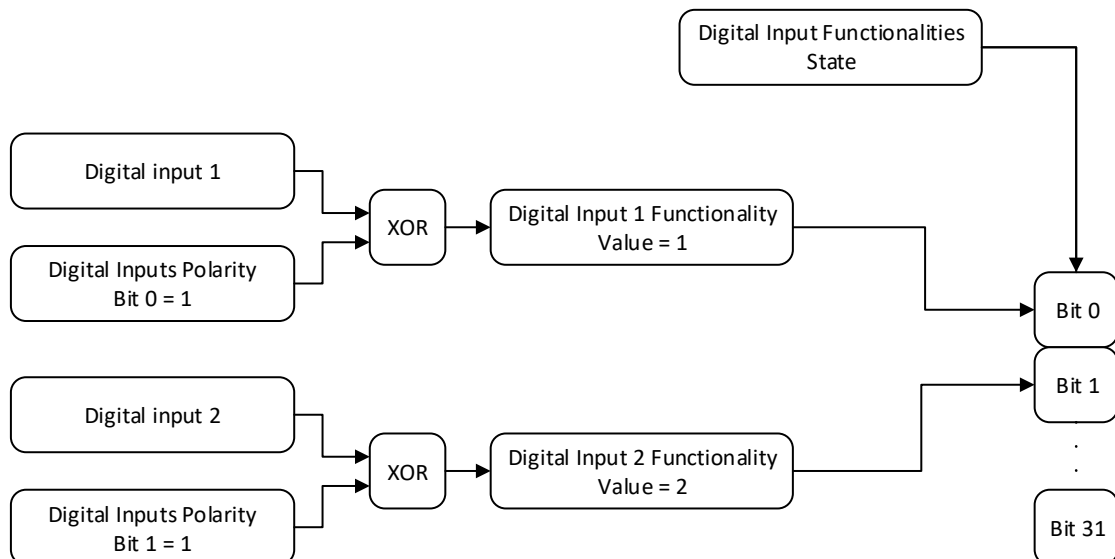 Digital Input Functionalities
State
Digital input 1
XOR
Digital Input 1 Functionality
Value = 1
Digital Inputs Polarity
Bit 0 = 1
Bit 0
Bit 1
Digital input 2
XOR
Digital Input 2 Functionality
Value = 2
Digital Inputs Polarity
Bit 1 = 1
.
.
.
Bit 31